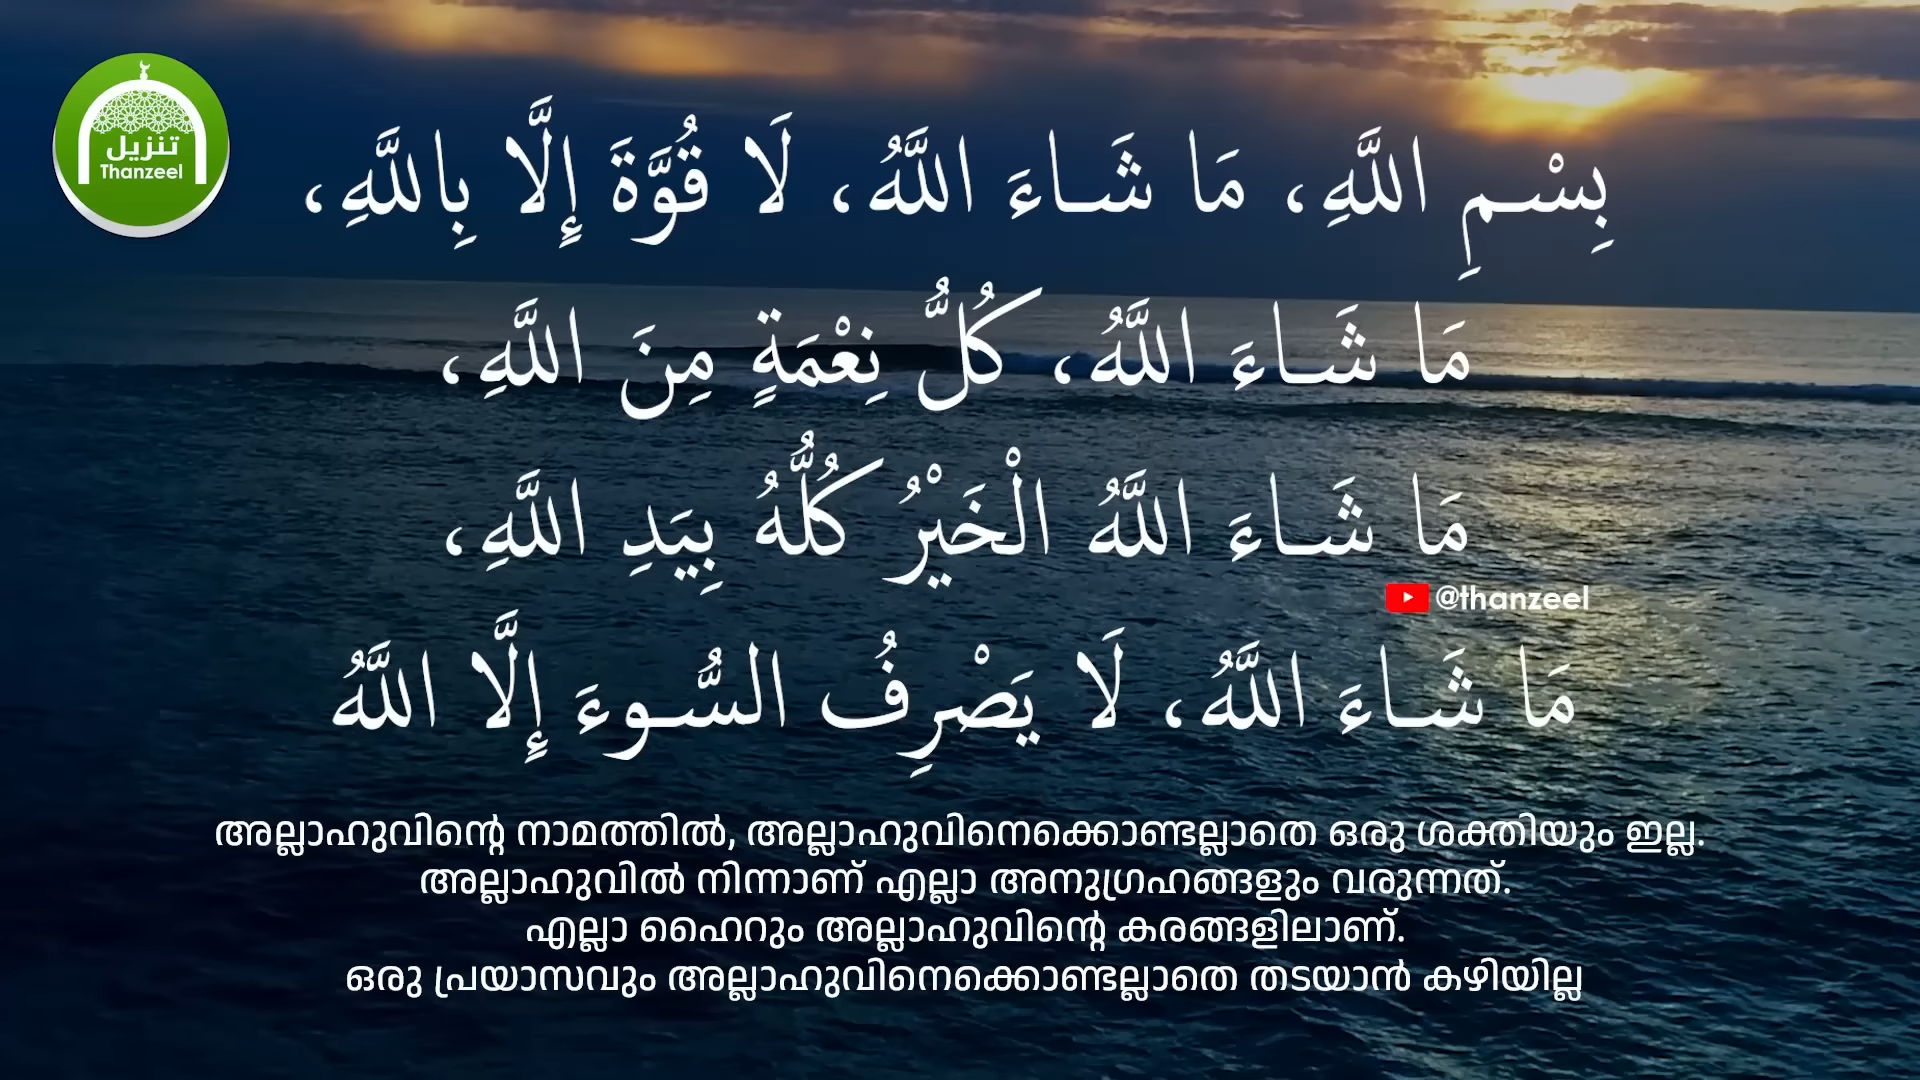 تنزيل
Thanzeel
بِسْمِ اللَّهِ، مَا شَاءَ اللَّهُ، لَا قُوَّةَ إِلَّا بِاللَّهِ،
مَا شَاءَ اللَّهُ، كُلُّ نِعْمَةٍ مِنَ اللَّهِ،
مَا شَاءَ اللَّهُ الْخَيْرُ كُلُّهُ بِيَدِ اللَّهِ،
@thanzeel
مَا شَاءَ اللَّهُ، لَا يَصْرِفُ السُّوءَ إِلَّا اللَّهُ
അല്ലാഹുവിന്റെ നാമത്തിൽ, അല്ലാഹുവിനെക്കൊണ്ടല്ലാതെ ഒരു ശക്തിയും ഇല്ല.
അല്ലാഹുവിൽ നിന്നാണ് എല്ലാ അനുഗ്രഹങ്ങളും വരുന്നത്.
എല്ലാ ഹൈറും അല്ലാഹുവിന്റെ കരങ്ങളിലാണ്.
ഒരു പ്രയാസവും അല്ലാഹുവിനെക്കൊണ്ടല്ലാതെ തടയാൻ കഴിയില്ല